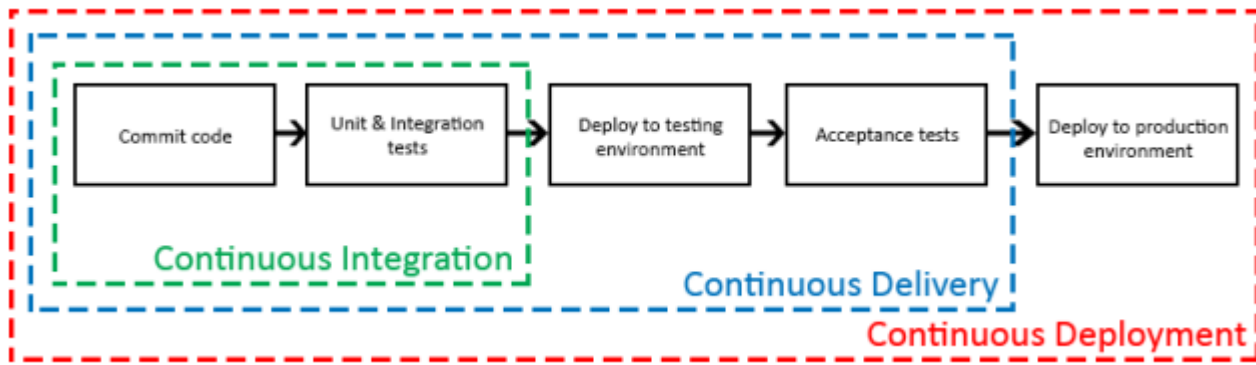 Commit code
Unit & Integration
tests
Deploy to testing
environment
Acceptance tests
Deploy to production
environment
Continuous Integration
Continuous Delivery
Continuous Deployment